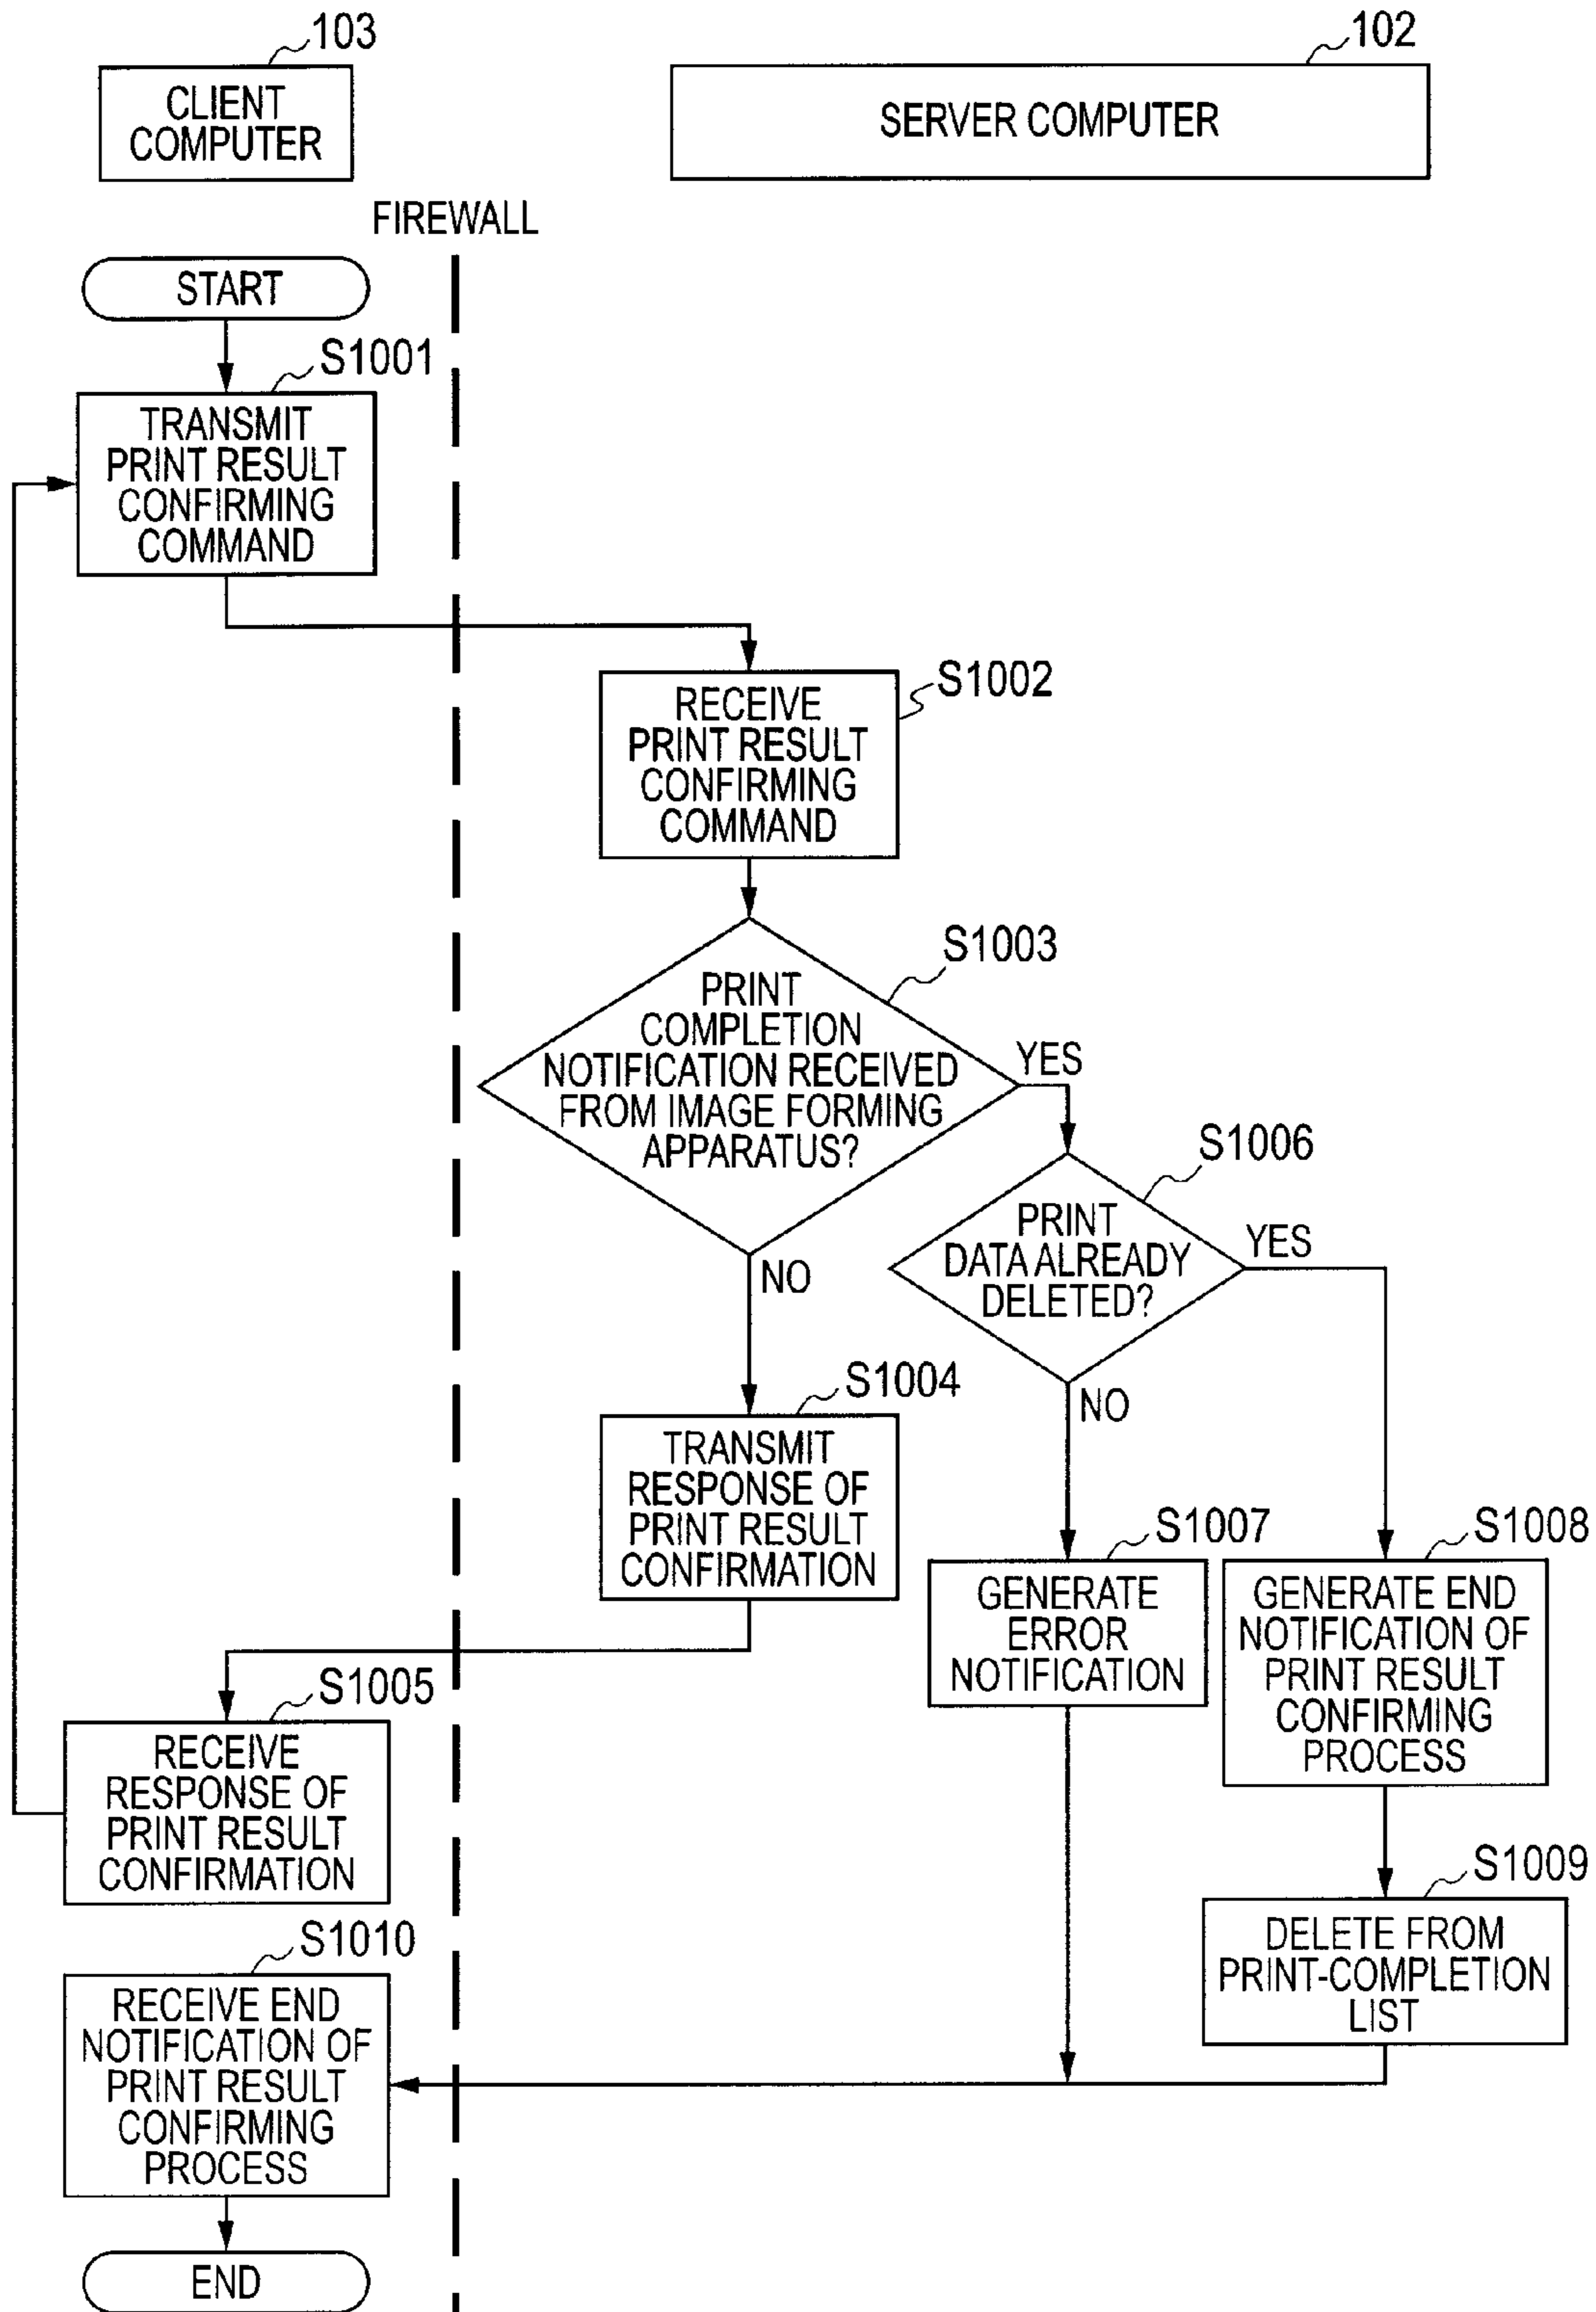 103
102
CLIENT
COMPUTER
SERVER COMPUTER
FIREWALL
START
S1001
TRANSMIT
PRINT RESULT
CONFIRMING
COMMAND
S1002
RECEIVE
PRINT RESULT
CONFIRMING
COMMAND
S1003
PRINT
COMPLETION
NOTIFICATION RECEIVED
FROM IMAGE FORMING
APPARATUS?
YES
NO
S1006
PRINT
DATA ALREADY
DELETED?
YES
NO
S1004
TRANSMIT
RESPONSE OF
PRINT RESULT
CONFIRMATION
S1007
GENERATE
ERROR
NOTIFICATION
S1008
GENERATE END
NOTIFICATION OF
PRINT RESULT
CONFIRMING
PROCESS
S1005
RECEIVE
RESPONSE OF
PRINT RESULT
CONFIRMATION
S1009
DELETE FROM
PRINT-COMPLETION
LIST
S1010
RECEIVE END
NOTIFICATION OF
PRINT RESULT
CONFIRMING
PROCESS
END